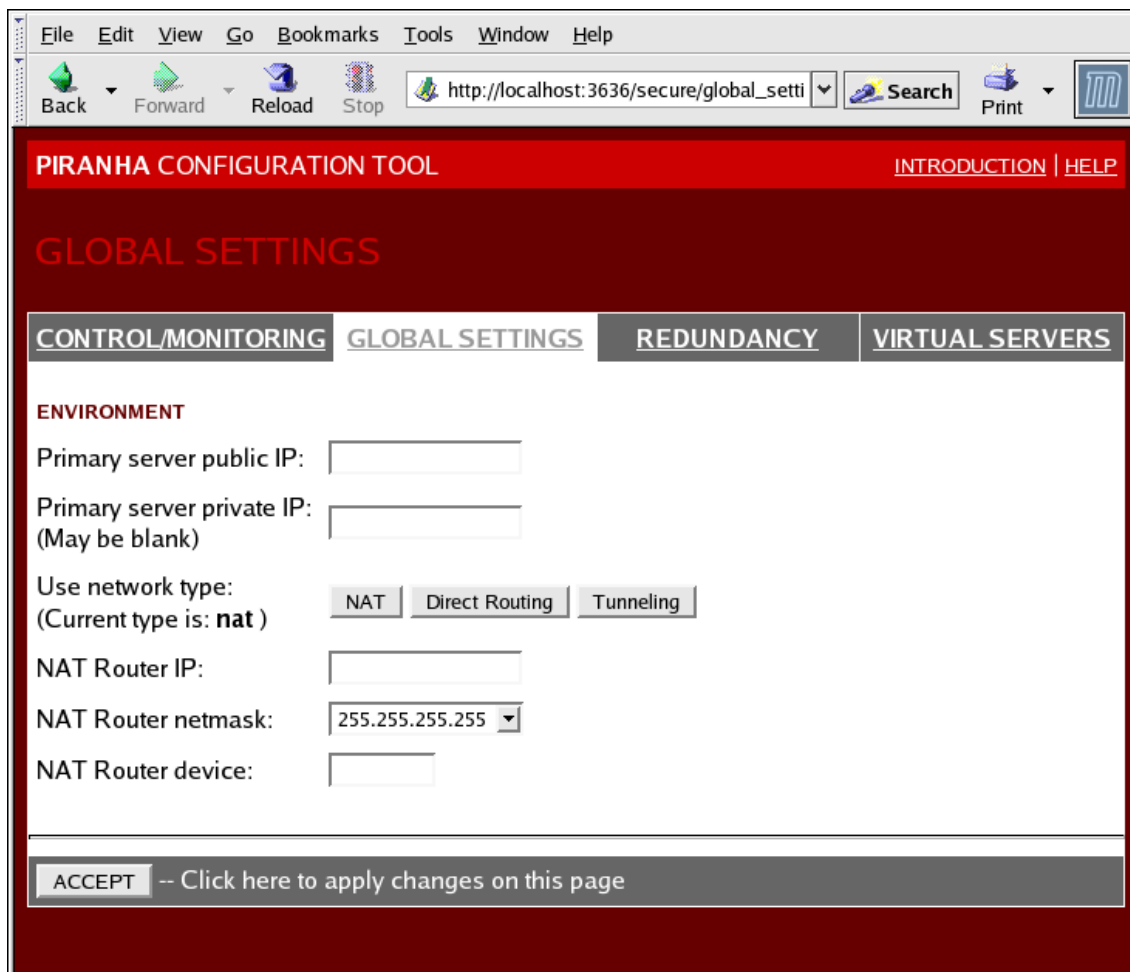 File Edit View Go Bookmarks Tools Window Help
Back Forward Reload Stop http://localhost:3636/secure/global_setti Search Print
PIRANHA CONFIGURATION TOOL INTRODUCTION | HELP
GLOBAL SETTINGS
CONTROL/MONITORING GLOBAL SETTINGS REDUNDANCY VIRTUAL SERVERS
ENVIRONMENT
Primary server public IP:
Primary server private IP:
(May be blank)
Use network type:
(Current type is: nat )
NAT Direct Routing Tunneling
NAT Router IP:
NAT Router netmask: 255.255.255.255
NAT Router device:
ACCEPT -- Click here to apply changes on this page